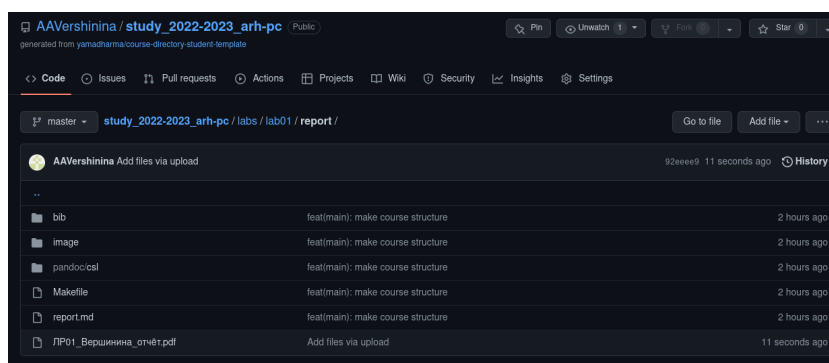 AAVershinina / study_2022-2023_arh-pc Public Pin Unwatch 1 Fork 0 Star 0
generated from yamadharma/course-directory-student-template
<> Code Issues Pull requests Actions Projects Wiki Security Insights Settings
master study_2022-2023_arh-pc / labs / lab01 / report / Go to file Add file ...
AAVershinina Add files via upload 92eeee9 11 seconds ago History
..
bib feat(main): make course structure 2 hours ago
image feat(main): make course structure 2 hours ago
pandoc/csl feat(main): make course structure 2 hours ago
Makefile feat(main): make course structure 2 hours ago
report.md feat(main): make course structure 2 hours ago
ЛР01_Вершинина_отчёт.pdf Add files via upload 11 seconds ago